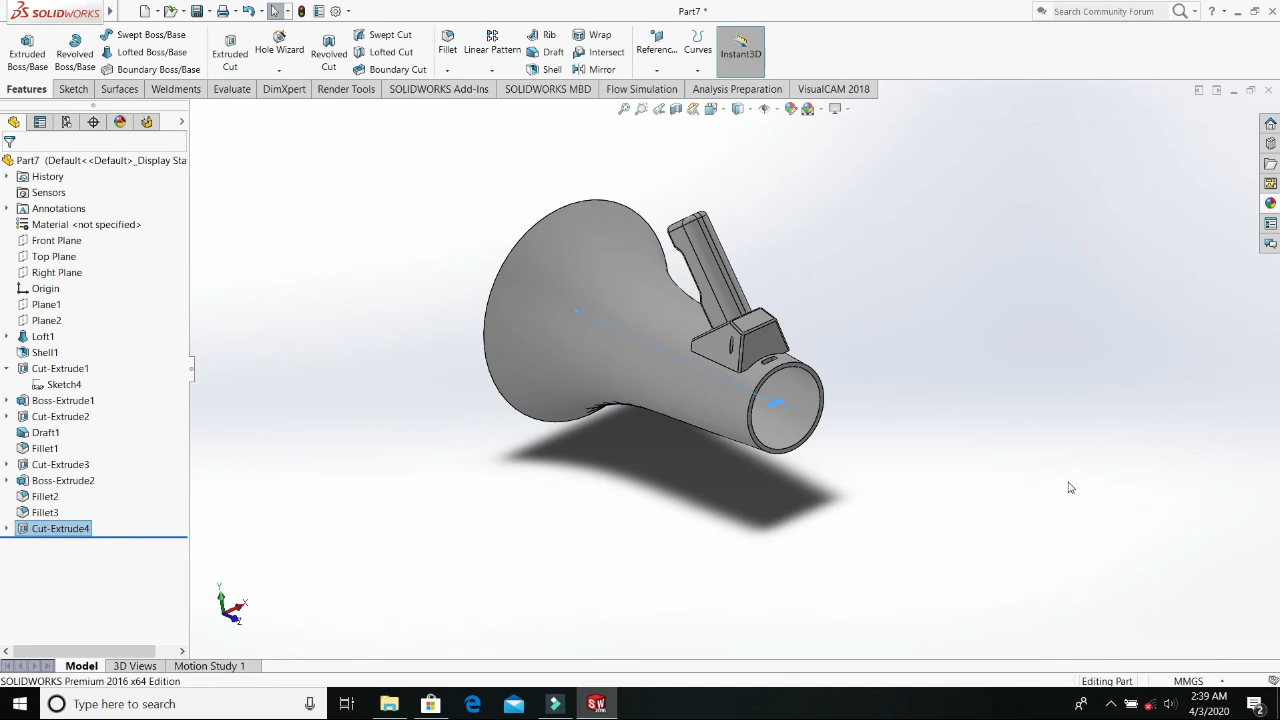 SOLIDWORKS
Part7 *
Search Community Forum
Extruded Boss/Base
Revolved Boss/Base
Swept Boss/Base
Lofted Boss/Base
Boundary Boss/Base
Extruded Cut
Hole Wizard
Revolved Cut
Swept Cut
Lofted Cut
Boundary Cut
Fillet
Linear Pattern
Rib
Draft
Shell
Wrap
Intersect
Mirror
Referenc...
Curves
Instant3D
Features Sketch Surfaces Weldments Evaluate DimXpert Render Tools SOLIDWORKS Add-Ins SOLIDWORKS MBD Flow Simulation Analysis Preparation VisualCAM 2018
Part7 (Default<<Default>_Display Sta
History
Sensors
Annotations
Material <not specified>
Front Plane
Top Plane
Right Plane
Origin
Plane1
Plane2
Loft1
Shell1
Cut-Extrude1
Sketch4
Boss-Extrude1
Cut-Extrude2
Draft1
Fillet1
Cut-Extrude3
Boss-Extrude2
Fillet2
Fillet3
Cut-Extrude4
Y
X
Z
Model 3D Views Motion Study 1
SOLIDWORKS Premium 2016 x64 Edition
Editing Part
MMGS
Type here to search
2:39 AM
4/3/2020
2